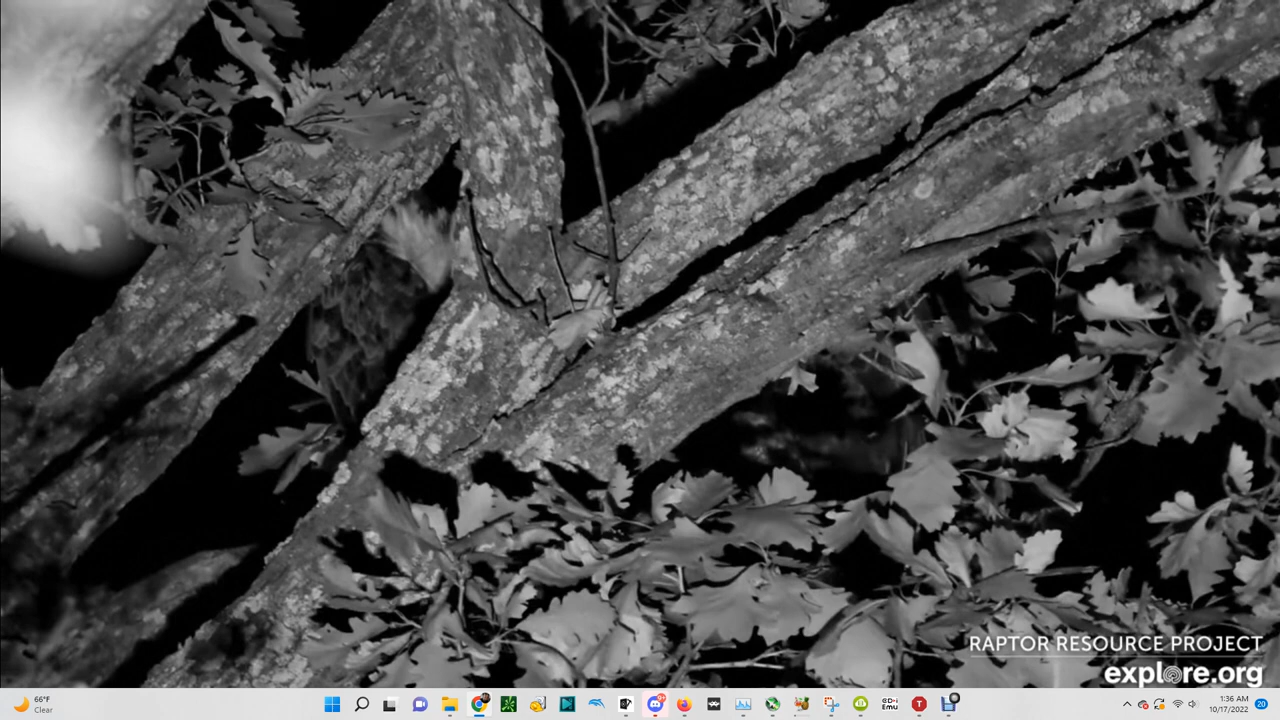 RAPTOR RESOURCE PROJECT
explore.org
66°F
Clear
1:36 AM
10/17/2022
20